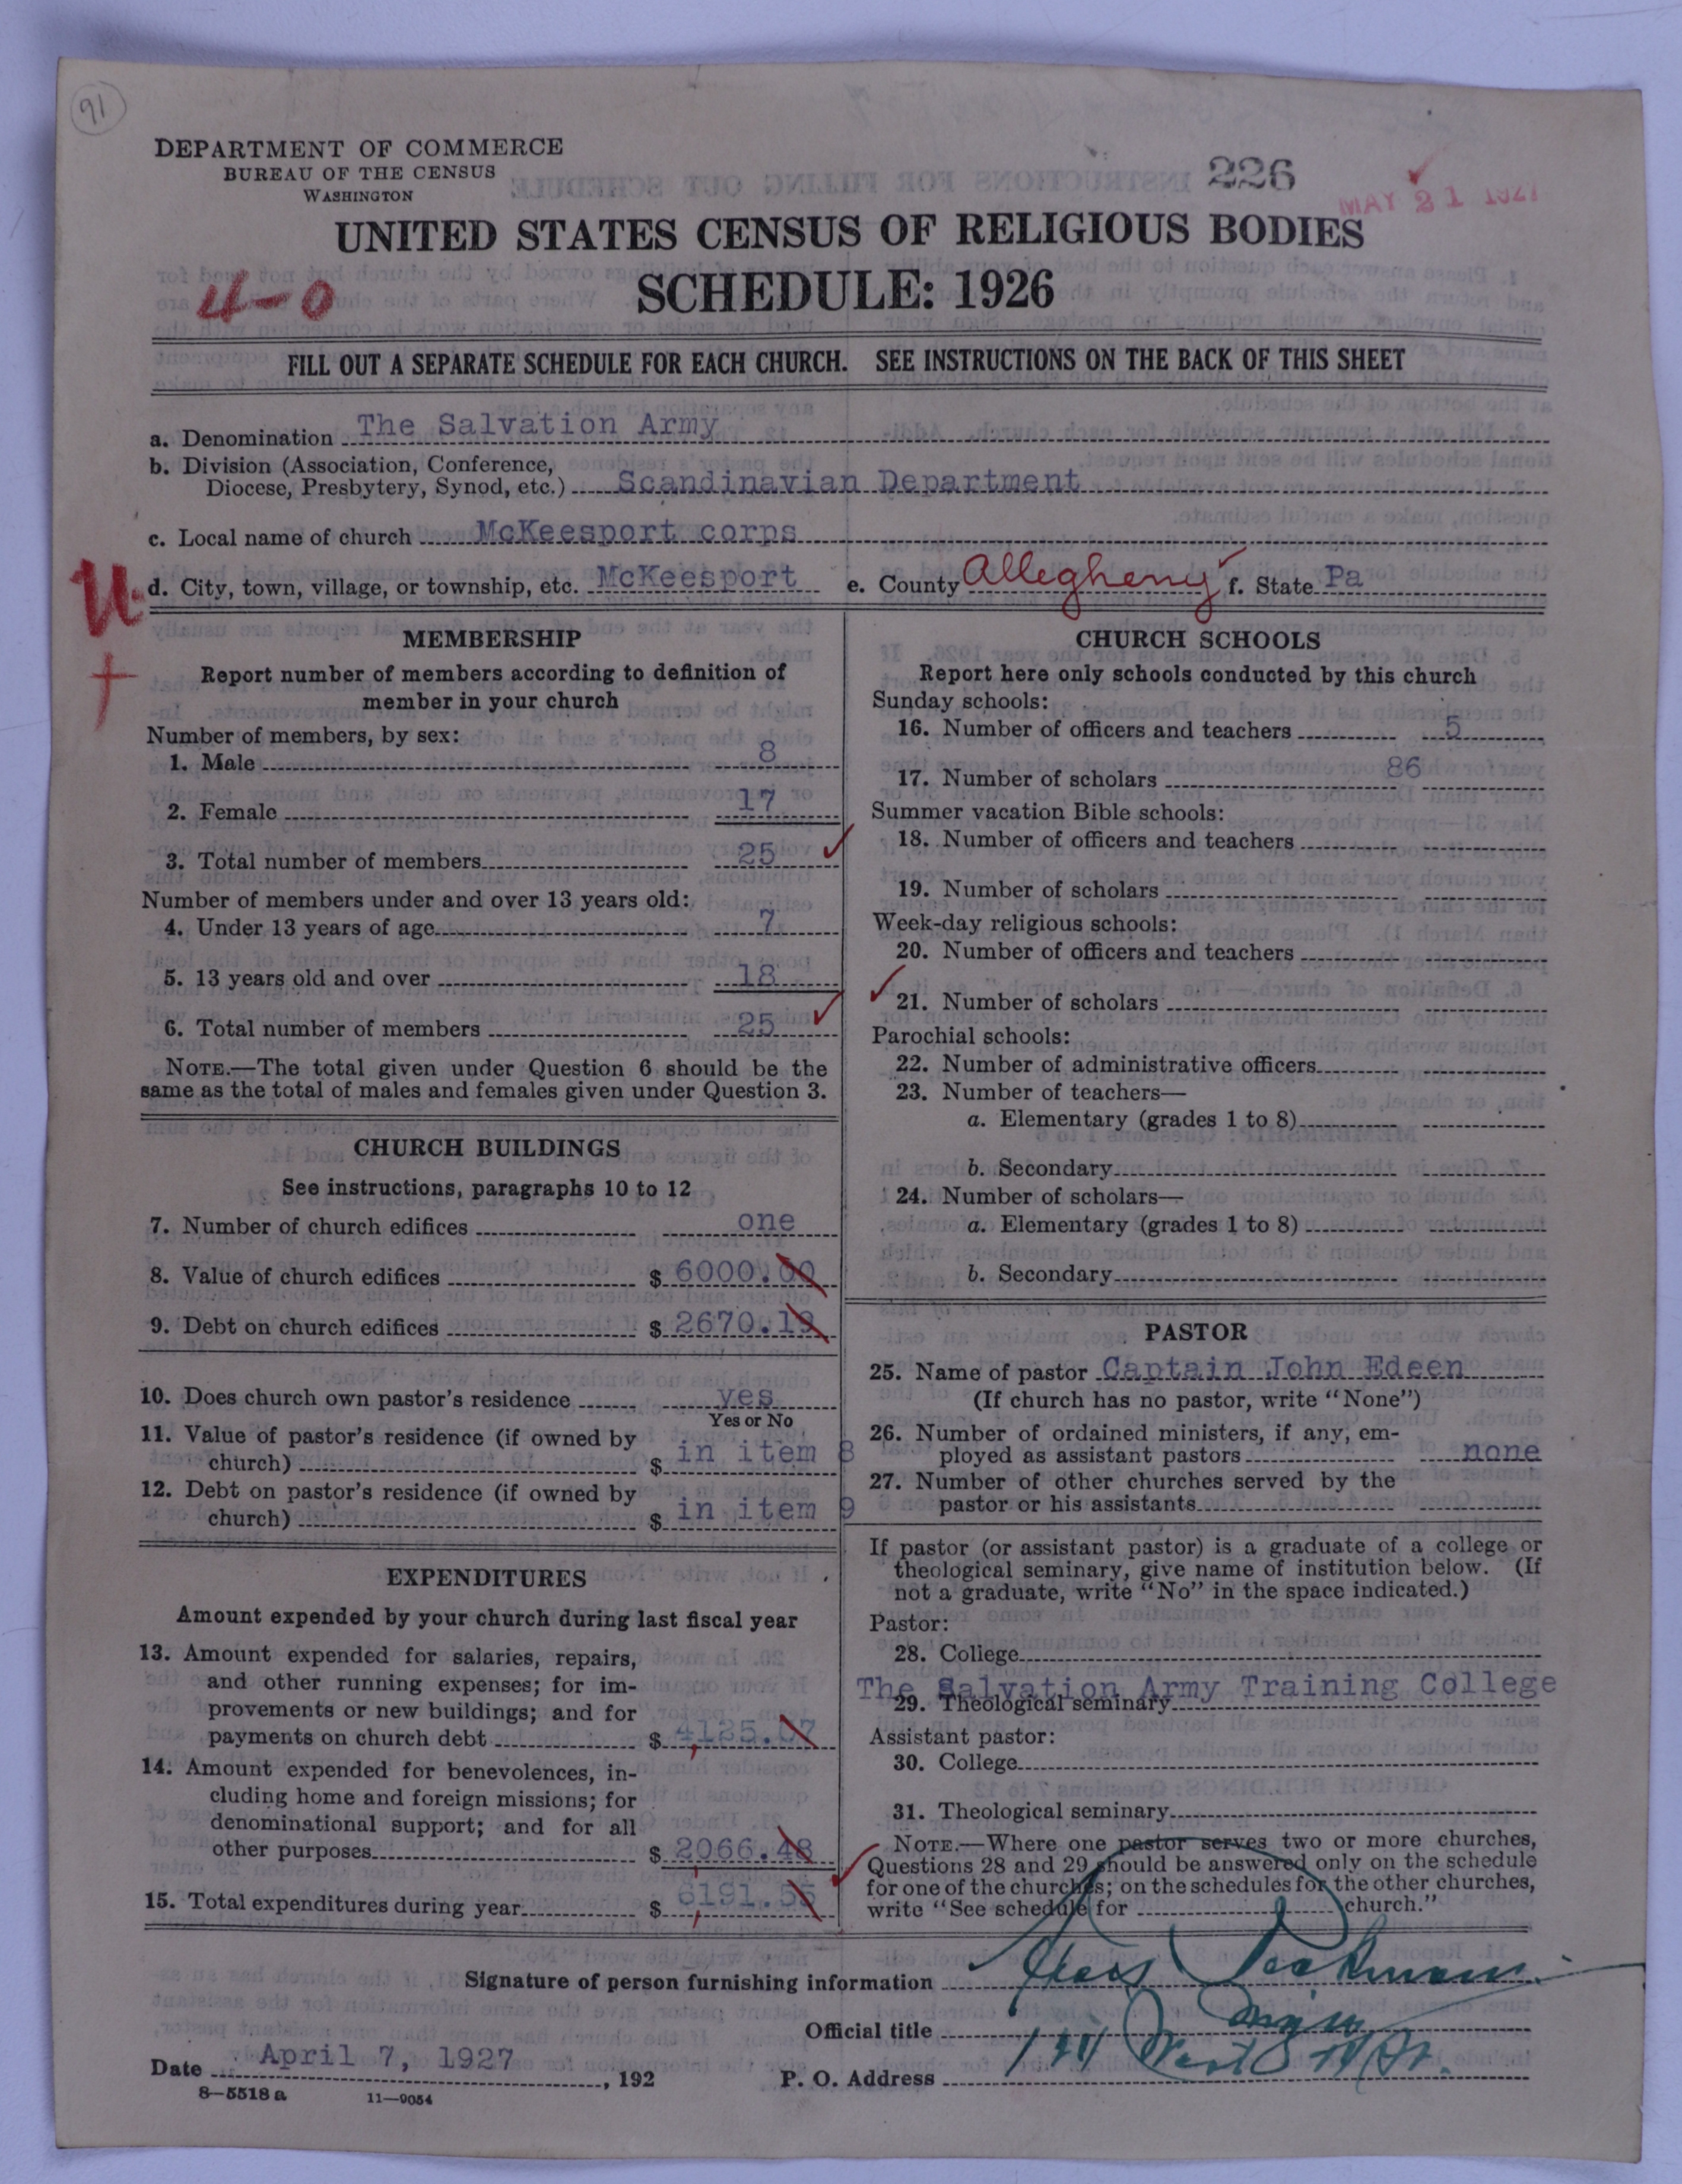 91
DEPARTMENT OF COMMERCE
BUREAU OF THE CENSUS
WASHINGTON
226
MAY 21 1927
UNITED STATES CENSUS OF RELIGIOUS BODIES
4-0
SCHEDULE: 1926
FILL OUT A SEPARATE SCHEDULE FOR EACH CHURCH. SEE INSTRUCTIONS ON THE BACK OF THIS SHEET
a. Denomination The Salvation Army
b. Division (Association, Conference,
Diocese, Presbytery, Synod, etc.) Scandinavian Department
c. Local name of church McKeesport corps
d. City, town, village, or township, etc. McKeesport e. County Allegheny f. State Pa
MEMBERSHIP
Report number of members according to definition of
member in your church
Number of members, by sex:
1. Male 8
2. Female 17
3. Total number of members 25
Number of members under and over 13 years old:
4. Under 13 years of age 7
5. 13 years old and over 18
6. Total number of members 25
NOTE.—The total given under Question 6 should be the
same as the total of males and females given under Question 3.
CHURCH BUILDINGS
See instructions, paragraphs 10 to 12
7. Number of church edifices one
8. Value of church edifices $ 6000.00
9. Debt on church edifices $ 2670.19
10. Does church own pastor's residence yes
Yes or No
11. Value of pastor's residence (if owned by
church) $ in item 8
12. Debt on pastor's residence (if owned by
church) $ in item 9
EXPENDITURES
Amount expended by your church during last fiscal year
13. Amount expended for salaries, repairs,
and other running expenses; for im-
provements or new buildings; and for
payments on church debt $ 4,125.07
14. Amount expended for benevolences, in-
cluding home and foreign missions; for
denominational support; and for all
other purposes $ 2066.48
15. Total expenditures during year $ 6,191.55
CHURCH SCHOOLS
Report here only schools conducted by this church
Sunday schools:
16. Number of officers and teachers 5
17. Number of scholars 86
Summer vacation Bible schools:
18. Number of officers and teachers
19. Number of scholars
Week-day religious schools:
20. Number of officers and teachers
21. Number of scholars
Parochial schools:
22. Number of administrative officers
23. Number of teachers—
a. Elementary (grades 1 to 8)
b. Secondary
24. Number of scholars—
a. Elementary (grades 1 to 8)
b. Secondary
PASTOR
25. Name of pastor Captain John Edeen
(If church has no pastor, write "None")
26. Number of ordained ministers, if any, em-
ployed as assistant pastors none
27. Number of other churches served by the
pastor or his assistants
If pastor (or assistant pastor) is a graduate of a college or
theological seminary, give name of institution below. (If
not a graduate, write "No" in the space indicated.)
Pastor:
28. College
The Salvation Army Training College
29. Theological seminary
Assistant pastor:
30. College
31. Theological seminary
NOTE.—Where one pastor serves two or more churches,
Questions 28 and 29 should be answered only on the schedule
for one of the churches; on the schedules for the other churches,
write "See schedule for church."
Signature of person furnishing information
Official title
Date April 7, 1927 , 192
P. O. Address West St.
8—5518 a 11—9054